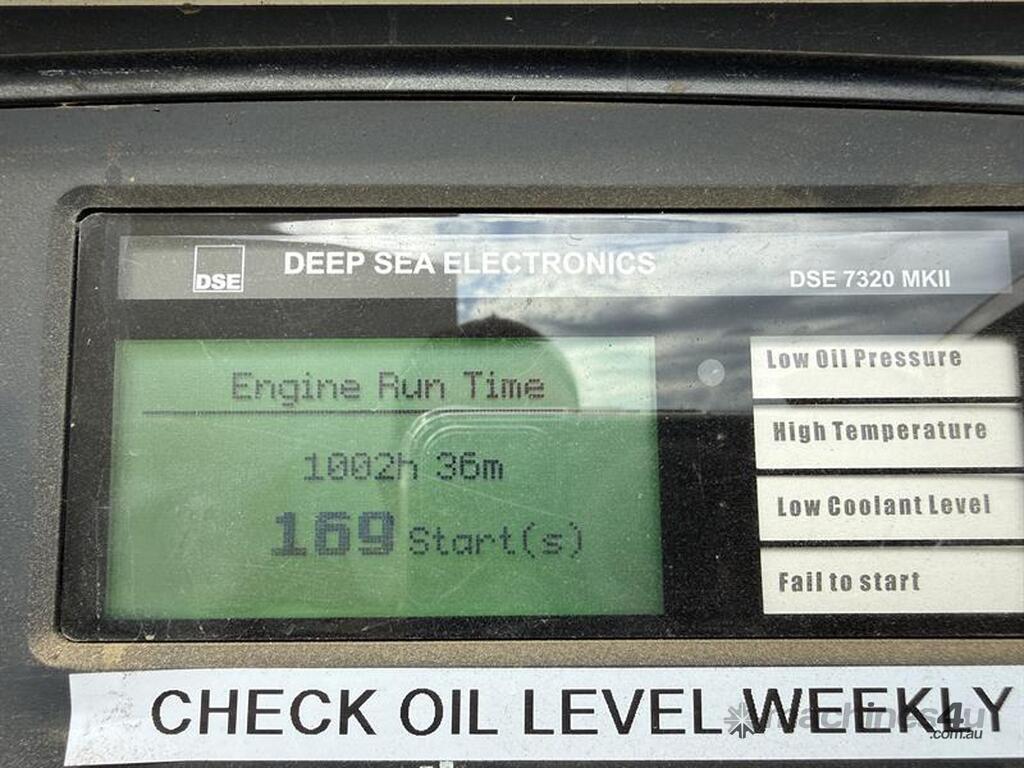 DSE DEEP SEA ELECTRONICS DSE 7320 MKII
Engine Run Time
1002h 36m
169 Start(s)
Low Oil Pressure
High Temperature
Low Coolant Level
Fail to start
CHECK OIL LEVEL WEEKLY
machines4u
.com.au